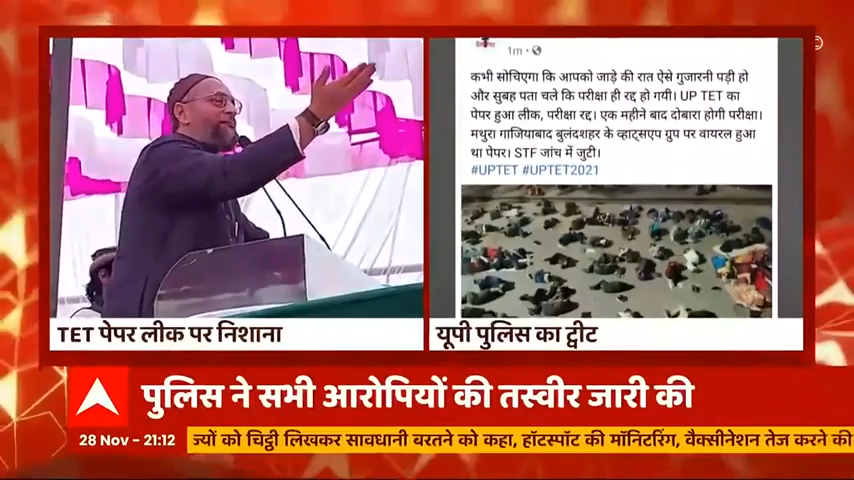 1m
कभी सोचिएगा कि आपको जाड़े की रात ऐसे गुजारनी पड़ी हो
और सुबह पता चले कि परीक्षा ही रद्द हो गयी। UP TET का
पेपर हुआ लीक, परीक्षा रद्द। एक महीने बाद दोबारा होगी परीक्षा।
मथुरा गाजियाबाद बुलंदशहर के व्हाट्सएप ग्रुप पर वायरल हुआ
था पेपर। STF जांच में जुटी।
#UPTET #UPTET2021
TET पेपर लीक पर निशाना
यूपी पुलिस का ट्वीट
पुलिस ने सभी आरोपियों की तस्वीर जारी की
28 Nov - 21:12
ज्यों को चिट्ठी लिखकर सावधानी बरतने को कहा, हॉटस्पॉट की मॉनिटरिंग, वैक्सीनेशन तेज करने की